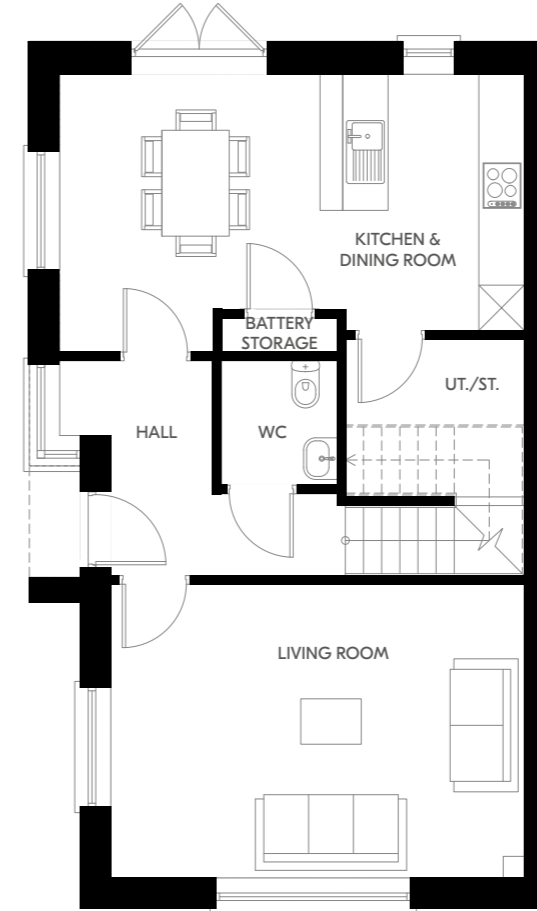 KITCHEN &
DINING ROOM
BATTERY
STORAGE
UT./ST.
HALL
WC
LIVING ROOM